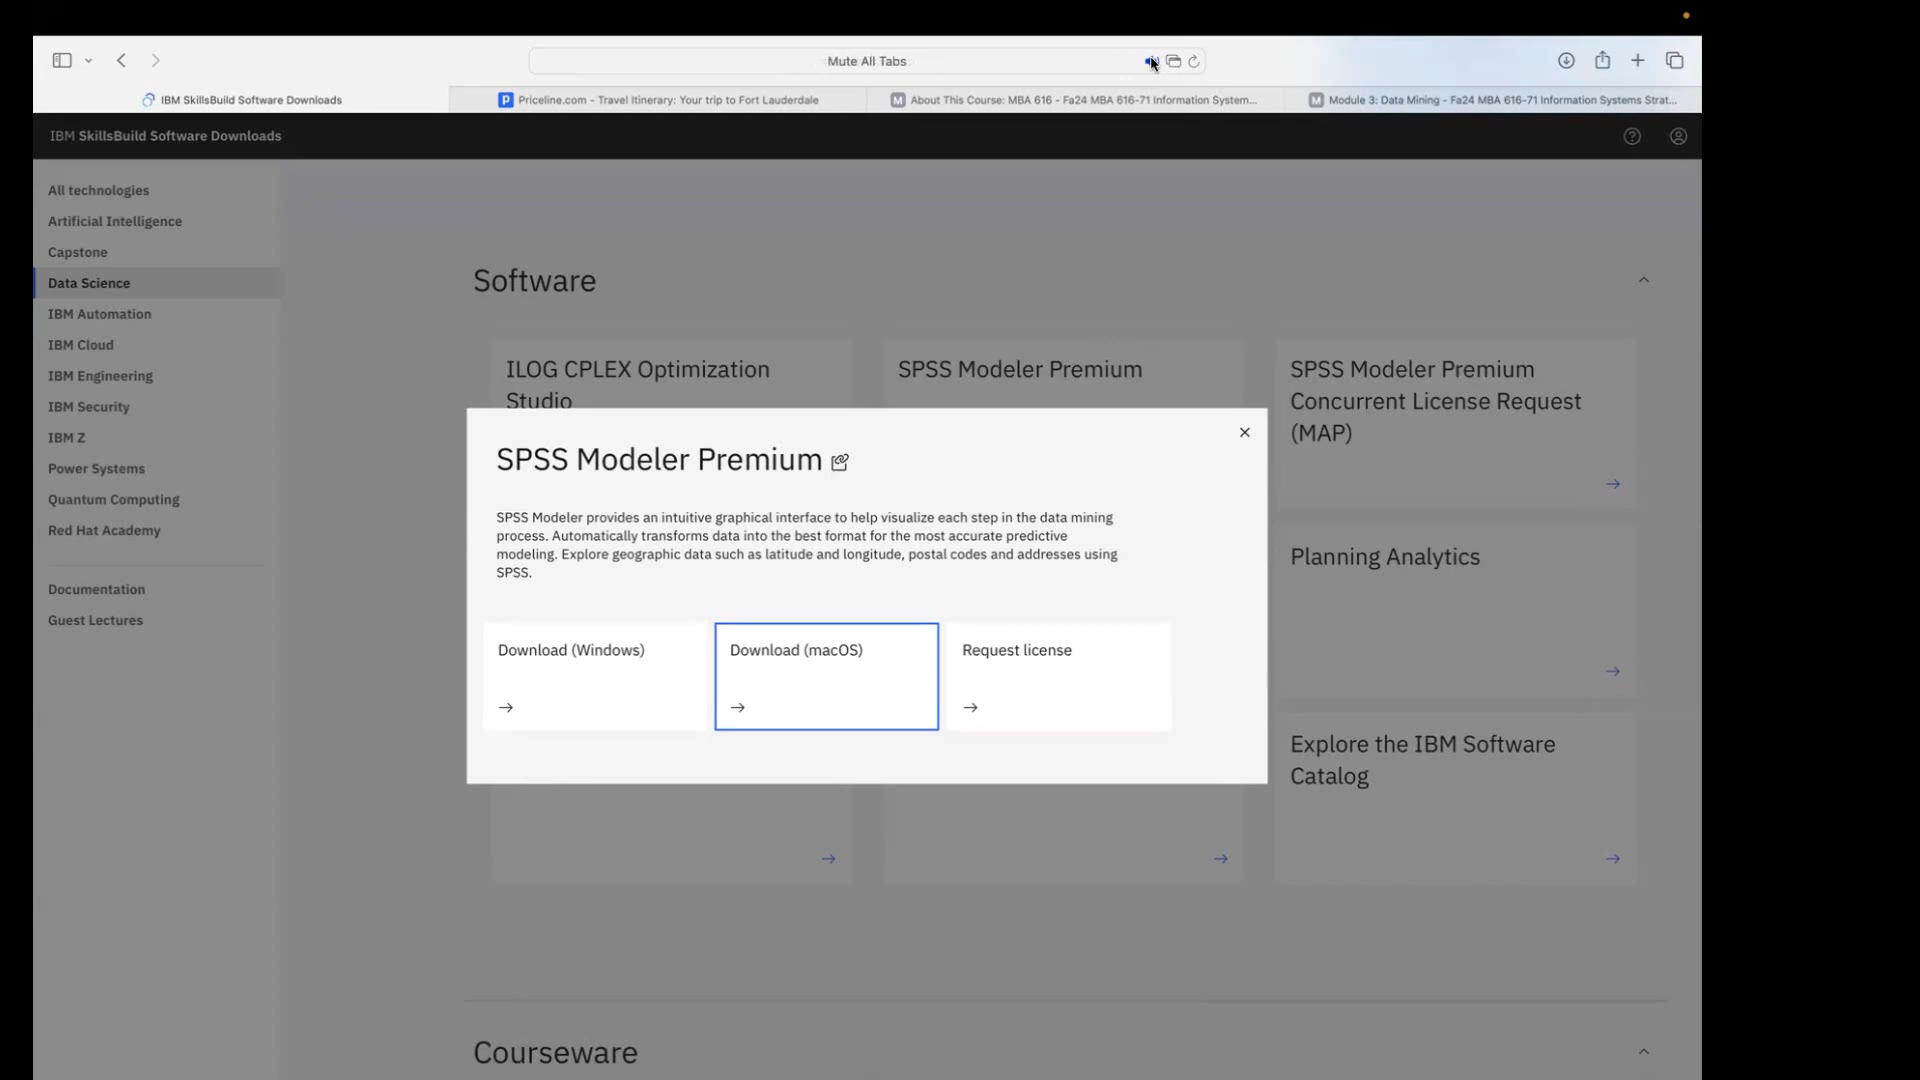 Mute All Tabs
IBM SkillsBuild Software Downloads
Priceline.com - Travel Itinerary: Your trip to Fort Lauderdale
About This Course: MBA 616 - Fa24 MBA 616-71 Information System...
Module 3: Data Mining - Fa24 MBA 616-71 Information Systems Strat...
IBM SkillsBuild Software Downloads
All technologies
Artificial Intelligence
Capstone
Data Science
IBM Automation
IBM Cloud
IBM Engineering
IBM Security
IBM Z
Power Systems
Quantum Computing
Red Hat Academy
Documentation
Guest Lectures
Software
ILOG CPLEX Optimization
Studio
SPSS Modeler Premium
SPSS Modeler Premium
Concurrent License Request
(MAP)
Planning Analytics
Explore the IBM Software
Catalog
SPSS Modeler Premium
SPSS Modeler provides an intuitive graphical interface to help visualize each step in the data mining
process. Automatically transforms data into the best format for the most accurate predictive
modeling. Explore geographic data such as latitude and longitude, postal codes and addresses using
SPSS.
Download (Windows)
Download (macOS)
Request license
Courseware